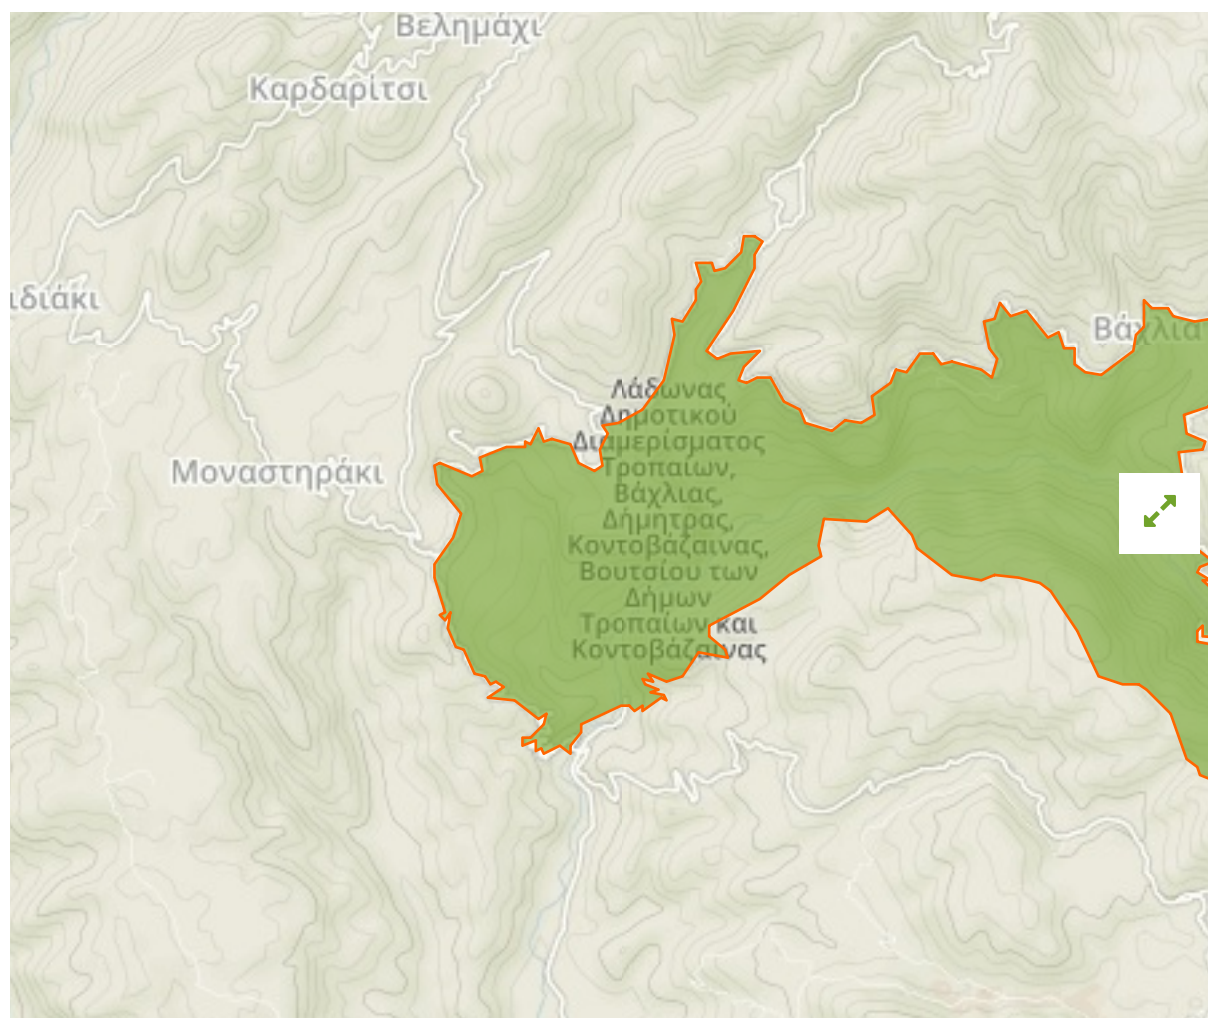 Βελημάχι
Καρδαρίτσι
ιδιάκι
Βάχλια
Μοναστηράκι
Λάδωνας
Δημοτικού
Διαμερίσματος
Τροπαίων,
Βάχλιας,
Δήμητρας,
Κοντοβάζαινας,
Βουτσίου των
Δήμων
Τροπαίων και
Κοντοβάζαινας